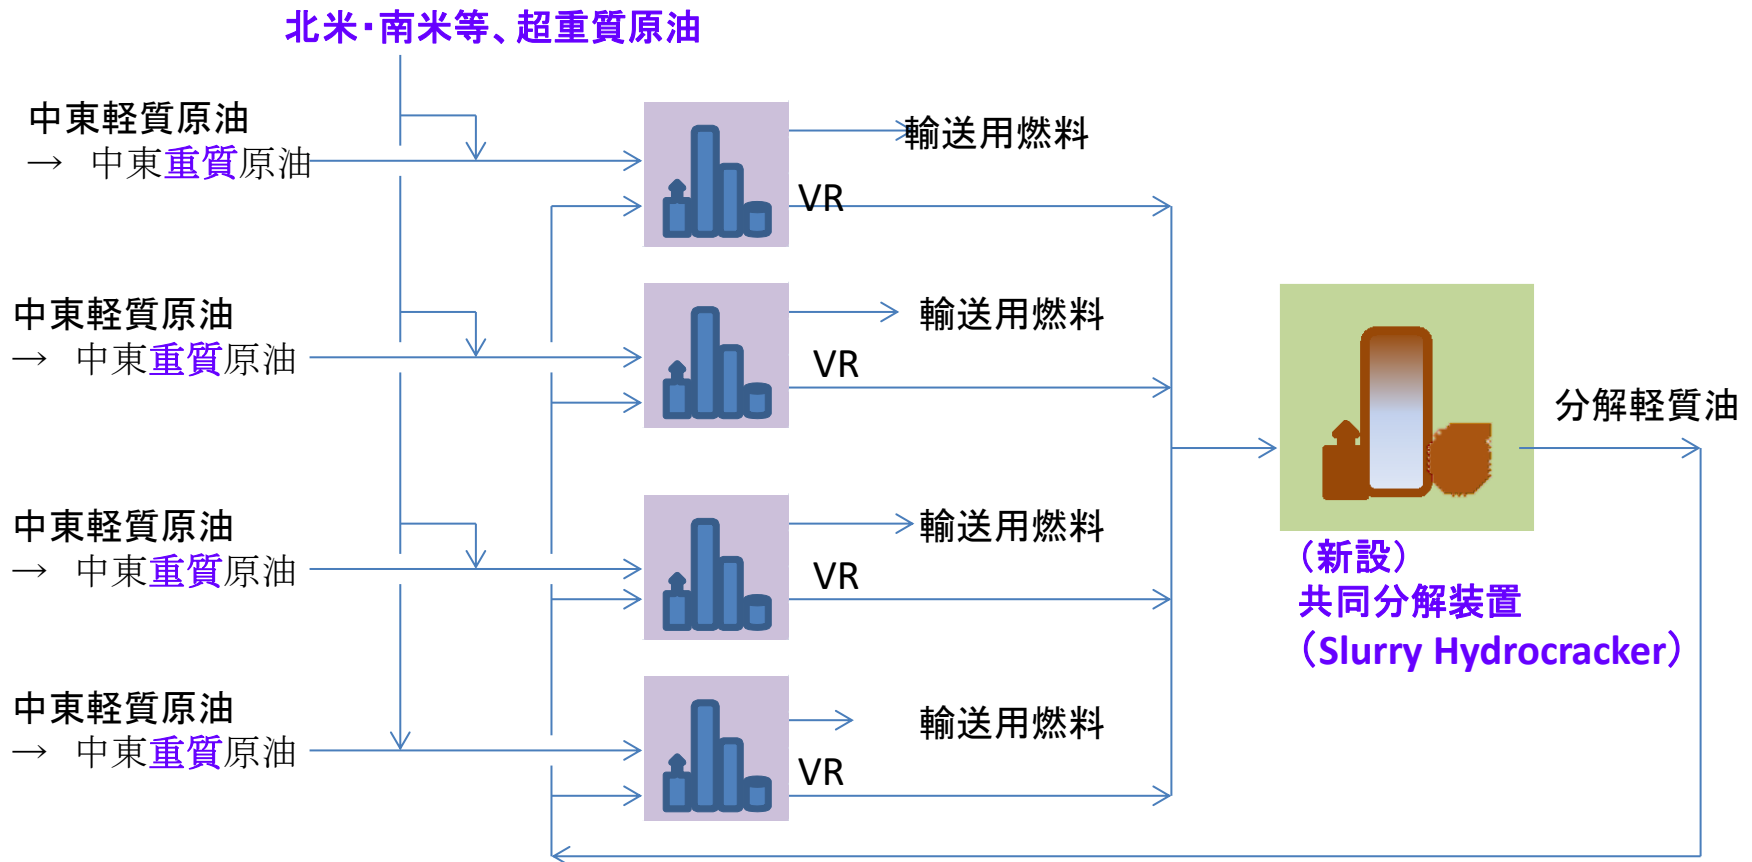 北米・南米等、超重質原油
中東軽質原油
→ 中東重質原油
輸送用燃料
VR
中東軽質原油
→ 中東重質原油
輸送用燃料
VR
分解軽質油
中東軽質原油
→ 中東重質原油
輸送用燃料
VR
（新設）
共同分解装置
（Slurry Hydrocracker）
中東軽質原油
→ 中東重質原油
輸送用燃料
VR